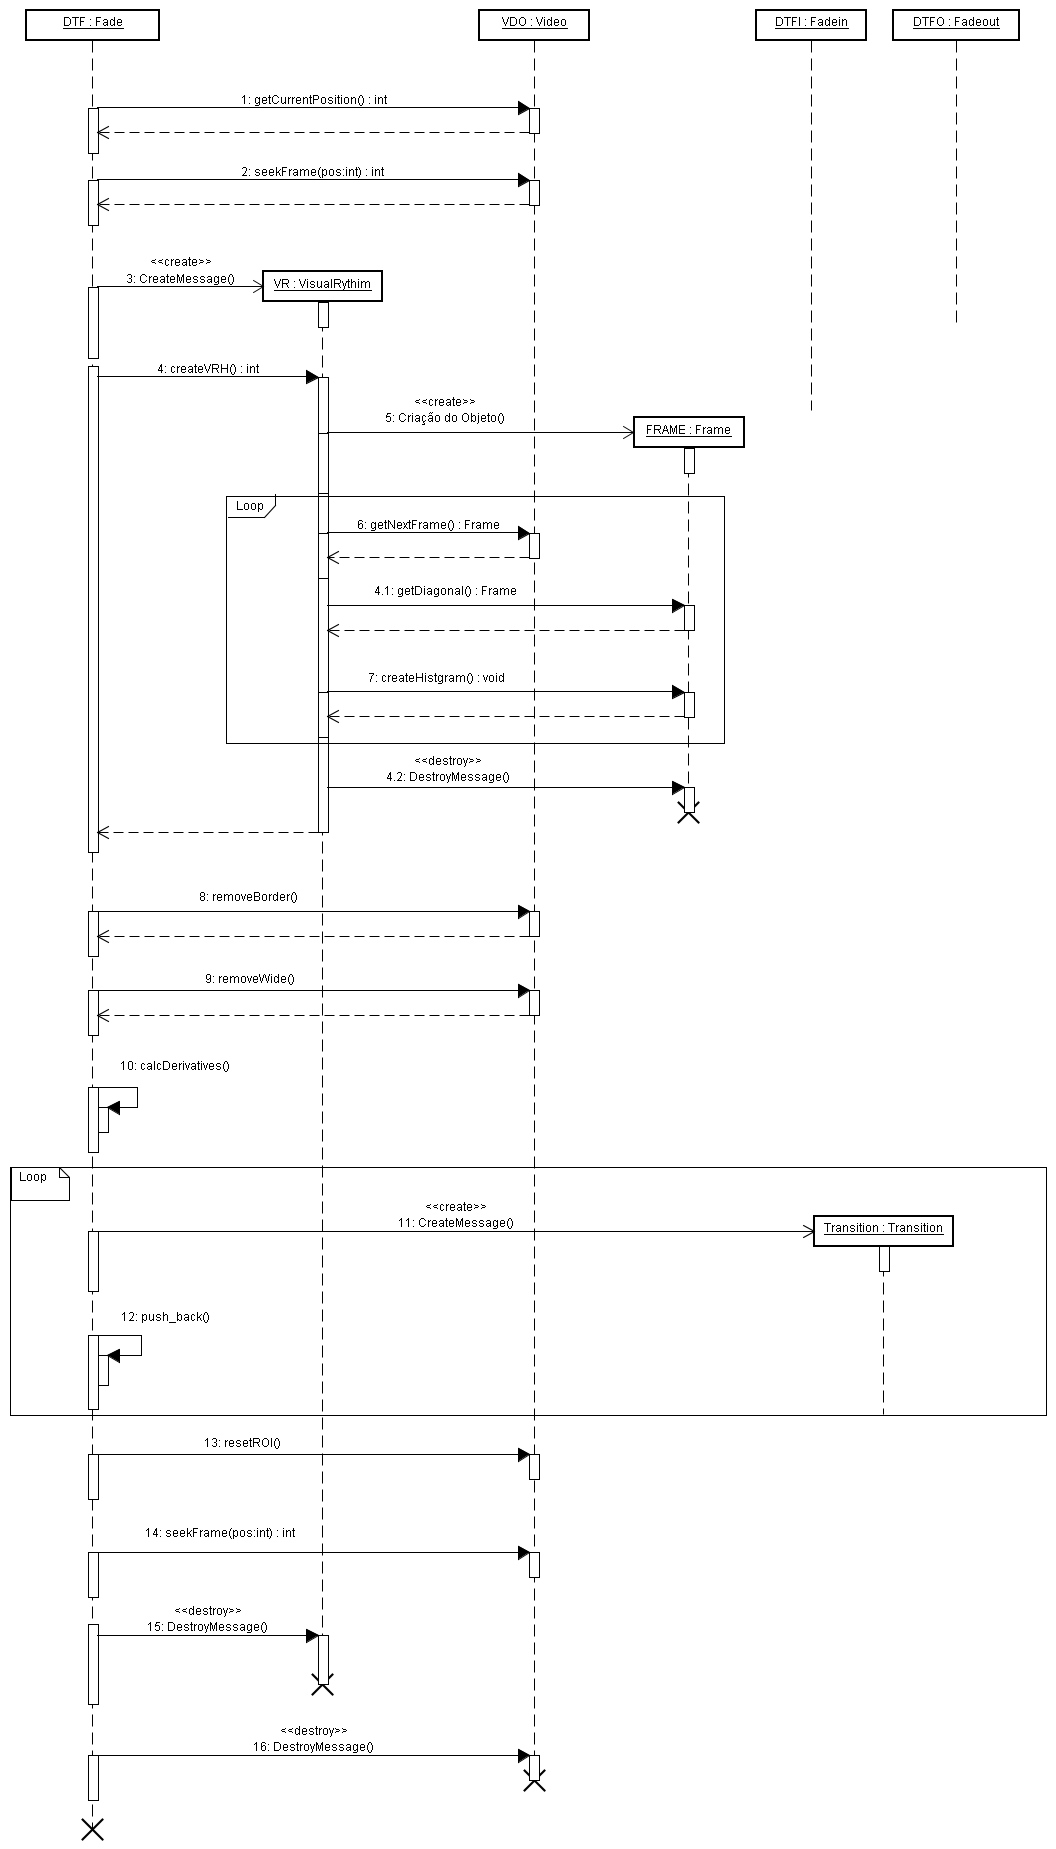 DTF : Fade
VDO : Video
DTFI : Fadein
DTFO : Fadeout
1: getCurrentPosition() : int
2: seekFrame(pos:int) : int
<<create>>
3: CreateMessage()
VR : VisualRythim
4: createVRH() : int
<<create>>
5: Criação do Objeto()
FRAME : Frame
Loop
6: getNextFrame() : Frame
4.1: getDiagonal() : Frame
7: createHistgram() : void
<<destroy>>
4.2: DestroyMessage()
8: removeBorder()
9: removeWide()
10: calcDerivatives()
Loop
<<create>>
11: CreateMessage()
Transition : Transition
12: push_back()
13: resetROI()
14: seekFrame(pos:int) : int
<<destroy>>
15: DestroyMessage()
<<destroy>>
16: DestroyMessage()